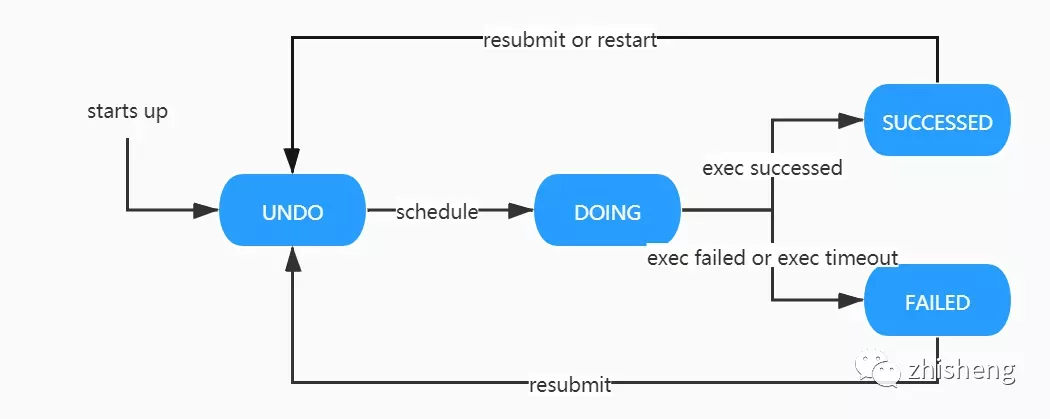 resubmit or restart
starts up
SUCCESSED
exec successed
UNDO
schedule
DOING
exec failed or exec timeout
FAILED
zhisheng
resubmit